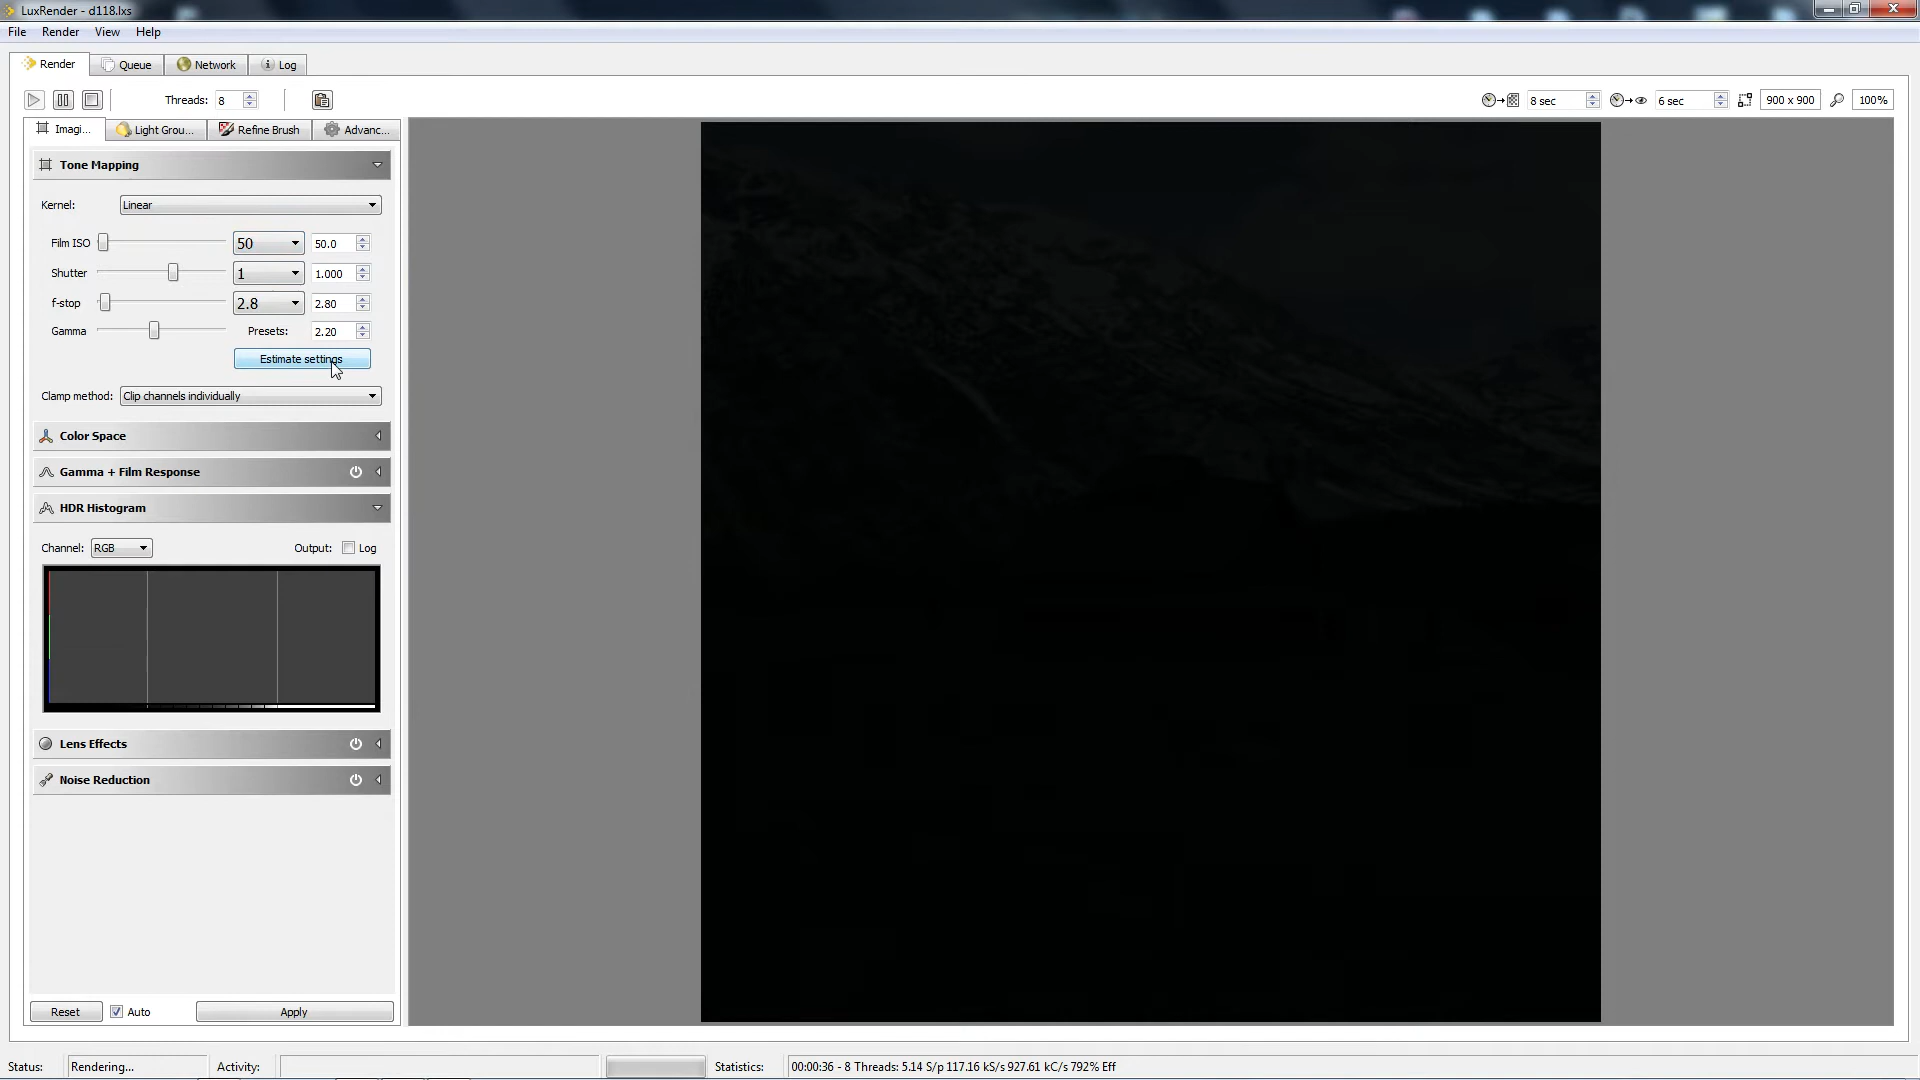 LuxRender - d118.lxs
File Render View Help
Render Queue Network Log
Threads: 8 8 sec 6 sec 900 x 900 100%
Imagi... Light Grou... Refine Brush Advanc...
Tone Mapping
Kernel: Linear
Film ISO 50 50.0
Shutter 1 1.000
f-stop 2.8 2.80
Gamma Presets: 2.20
Estimate settings
Clamp method: Clip channels individually
Color Space
Gamma + Film Response
HDR Histogram
Channel: RGB Output: Log
Lens Effects
Noise Reduction
Reset Auto Apply
Status: Rendering... Activity: Statistics: 00:00:36 - 8 Threads: 5.14 S/p 117.16 kS/s 927.61 kC/s 792% Eff